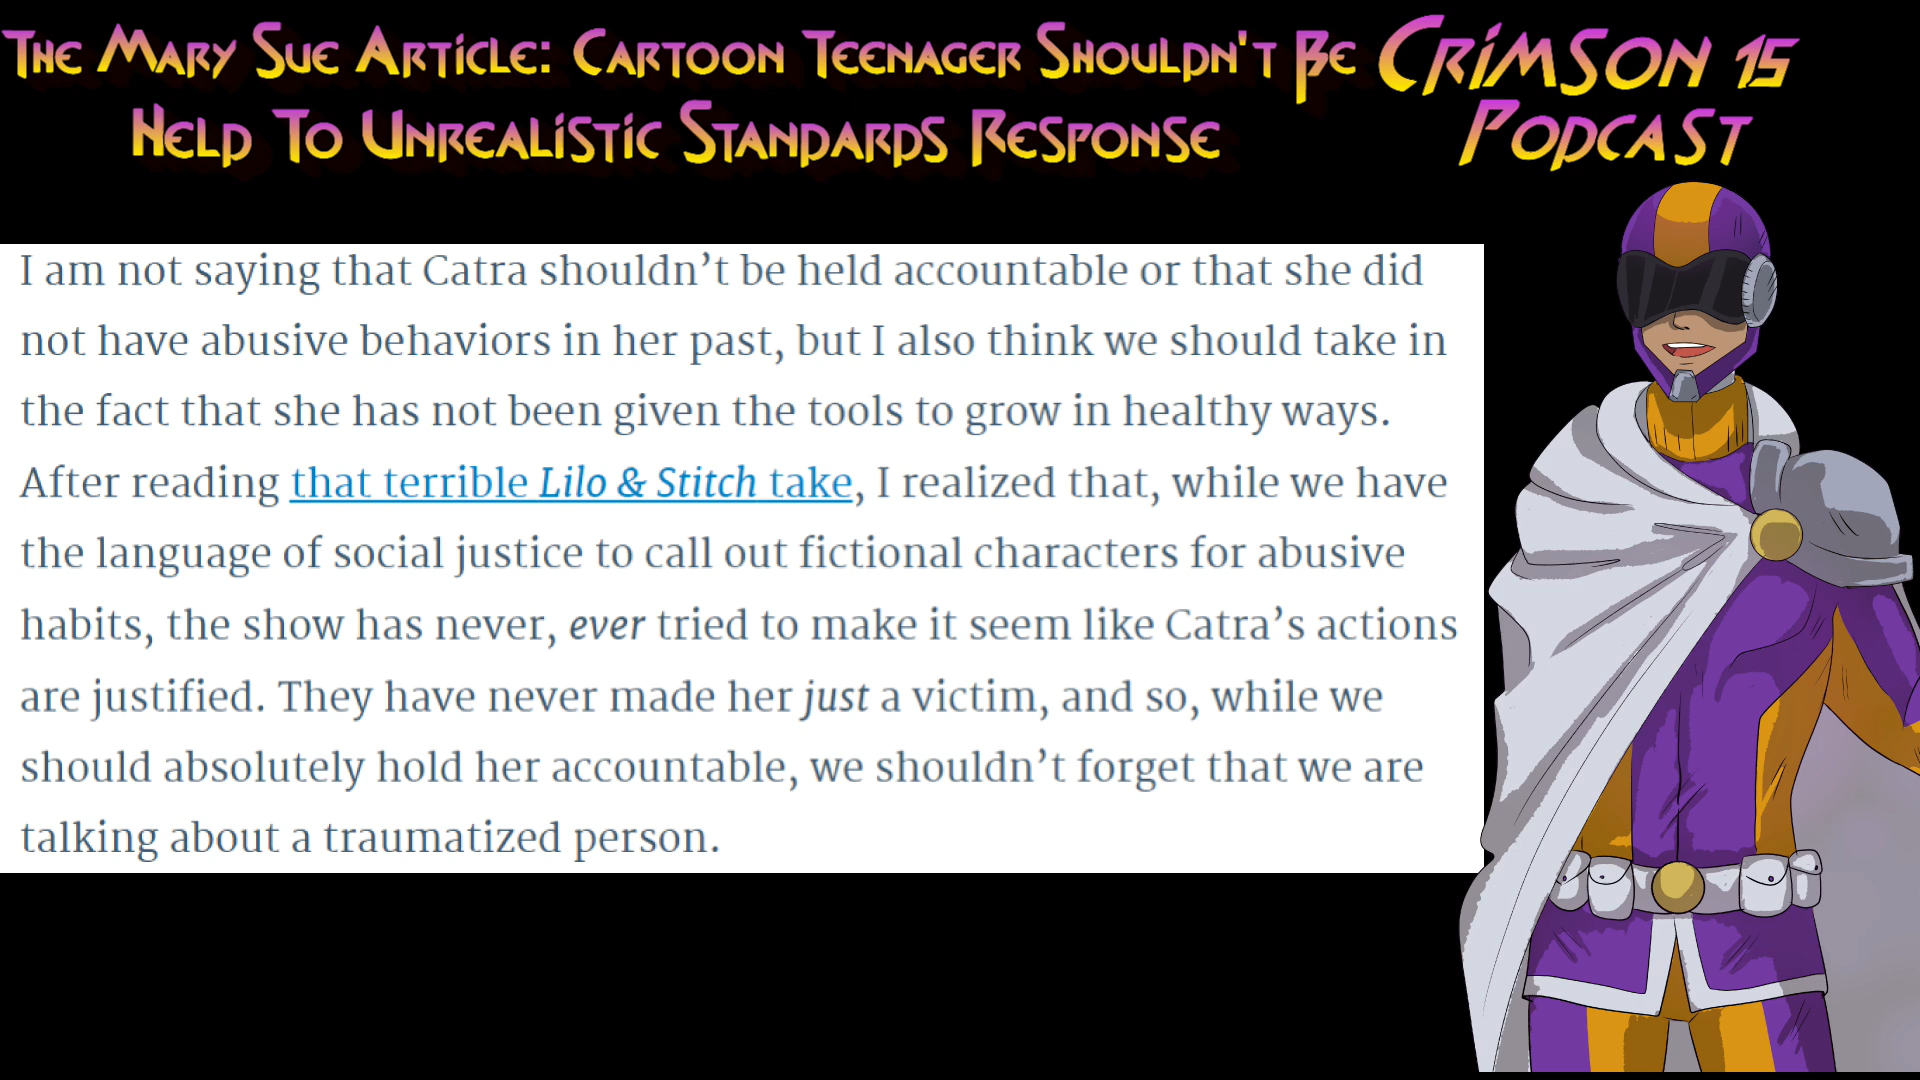 The Mary Sue Article: Cartoon Teenager Shouldn't Be
Help To Unrealistic Standards Response
Crimson 15
Podcast
I am not saying that Catra shouldn’t be held accountable or that she did
not have abusive behaviors in her past, but I also think we should take in
the fact that she has not been given the tools to grow in healthy ways.
After reading that terrible Lilo & Stitch take, I realized that, while we have
the language of social justice to call out fictional characters for abusive
habits, the show has never, ever tried to make it seem like Catra’s actions
are justified. They have never made her just a victim, and so, while we
should absolutely hold her accountable, we shouldn’t forget that we are
talking about a traumatized person.